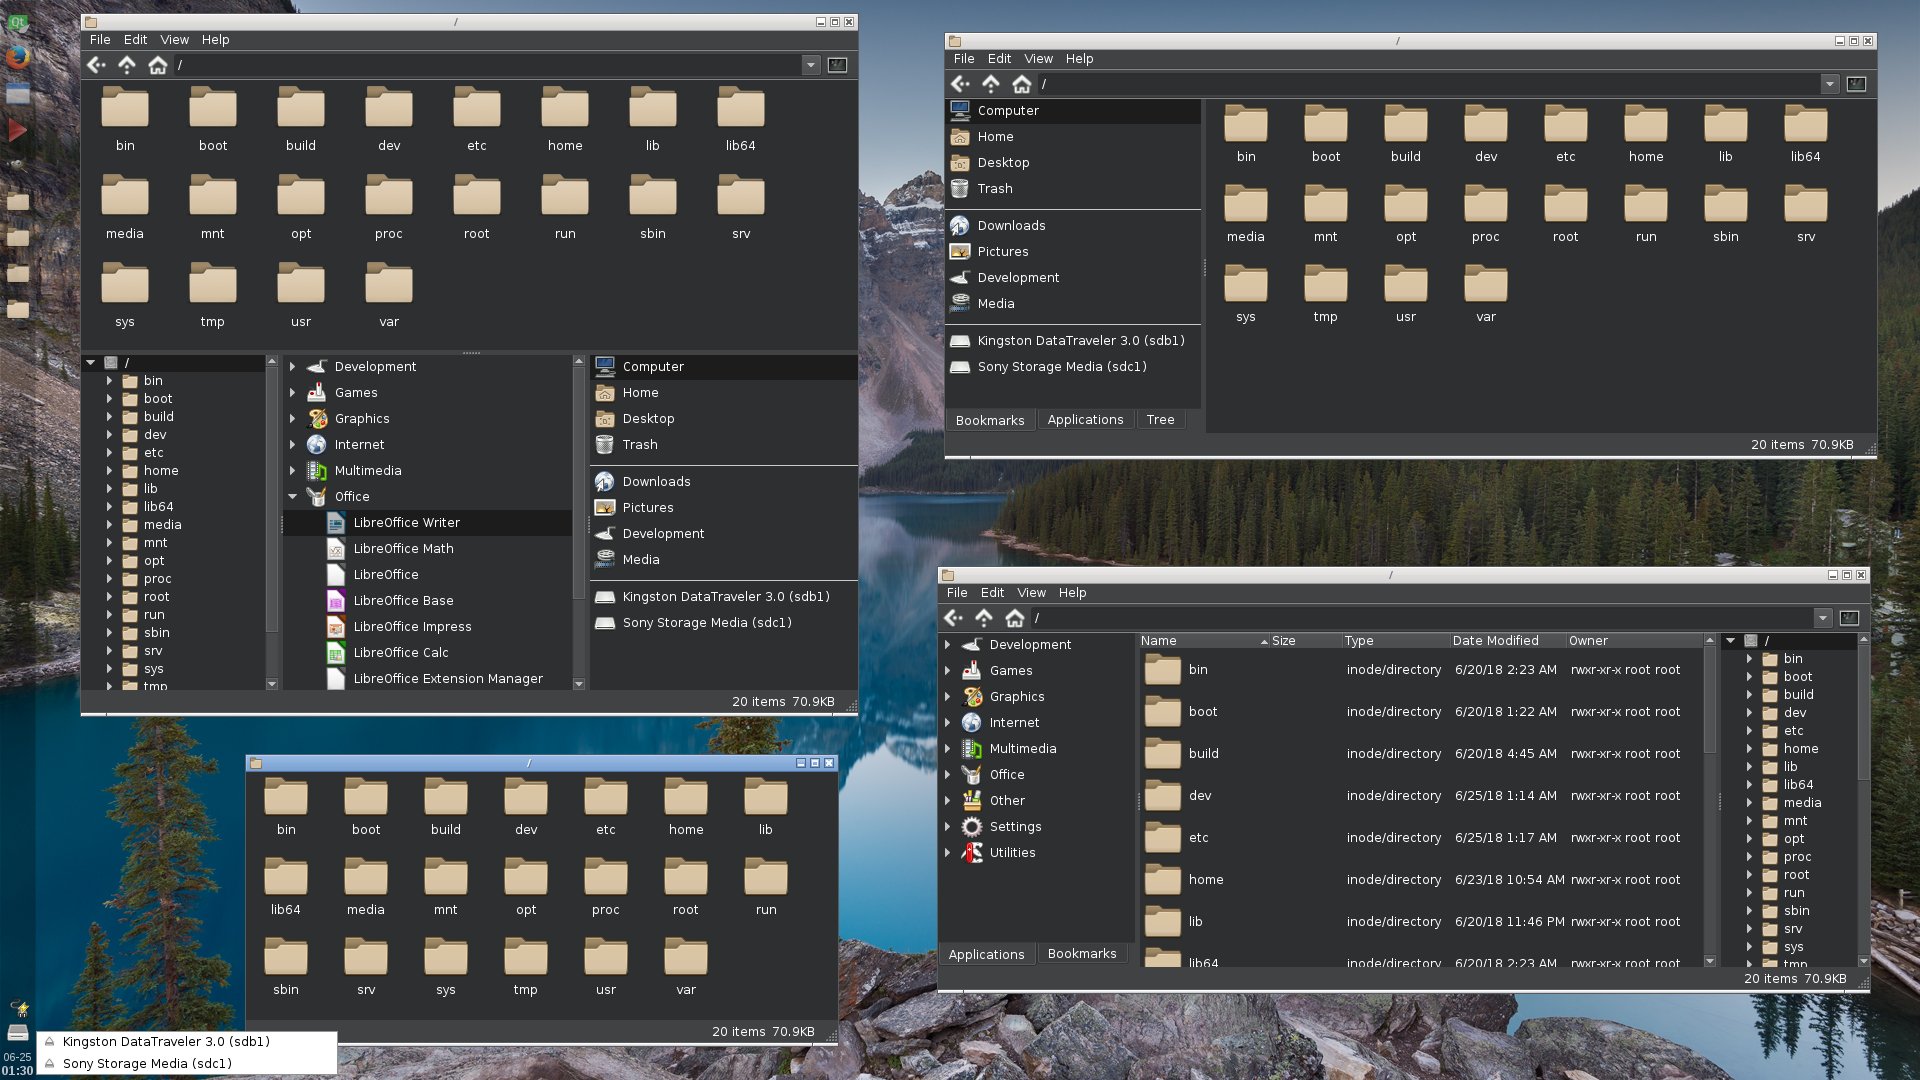 /
File Edit View Help
/
bin boot build dev etc home lib lib64
media mnt opt proc root run sbin srv
sys tmp usr var
/
bin
boot
build
dev
etc
home
lib
lib64
media
mnt
opt
proc
root
run
sbin
srv
sys
tmp
Development
Games
Graphics
Internet
Multimedia
Office
LibreOffice Writer
LibreOffice Math
LibreOffice
LibreOffice Base
LibreOffice Impress
LibreOffice Calc
LibreOffice Extension Manager
Computer
Home
Desktop
Trash
Downloads
Pictures
Development
Media
Kingston DataTraveler 3.0 (sdb1)
Sony Storage Media (sdc1)
20 items 70.9KB
/
File Edit View Help
/
Computer
Home
Desktop
Trash
Downloads
Pictures
Development
Media
Kingston DataTraveler 3.0 (sdb1)
Sony Storage Media (sdc1)
Bookmarks Applications Tree
bin boot build dev etc home lib lib64
media mnt opt proc root run sbin srv
sys tmp usr var
20 items 70.9KB
/
bin boot build dev etc home lib
lib64 media mnt opt proc root run
sbin srv sys tmp usr var
20 items 70.9KB
/
File Edit View Help
/
Development
Games
Graphics
Internet
Multimedia
Office
Other
Settings
Utilities
Applications Bookmarks
Name Size Type Date Modified Owner
bin inode/directory 6/20/18 2:23 AM rwxr-xr-x root root
boot inode/directory 6/20/18 1:22 AM rwxr-xr-x root root
build inode/directory 6/20/18 4:45 AM rwxr-xr-x root root
dev inode/directory 6/25/18 1:14 AM rwxr-xr-x root root
etc inode/directory 6/25/18 1:17 AM rwxr-xr-x root root
home inode/directory 6/23/18 10:54 AM rwxr-xr-x root root
lib inode/directory 6/20/18 11:46 PM rwxr-xr-x root root
lib64 inode/directory 6/20/18 2:23 AM rwxr-xr-x root root
/
bin
boot
build
dev
etc
home
lib
lib64
media
mnt
opt
proc
root
run
sbin
srv
sys
tmp
20 items 70.9KB
Qt
06-25
01:30
Kingston DataTraveler 3.0 (sdb1)
Sony Storage Media (sdc1)